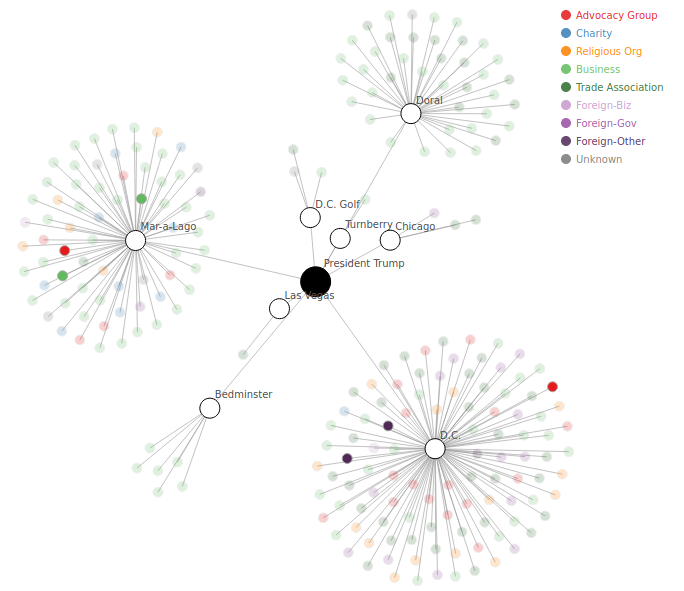 Advocacy Group
Charity
Religious Org
Business
Trade Association
Foreign-Biz
Foreign-Gov
Foreign-Other
Unknown
Doral
D.C. Golf
Turnberry
Chicago
Mar-a-Lago
President Trump
Las Vegas
Bedminster
D.C.